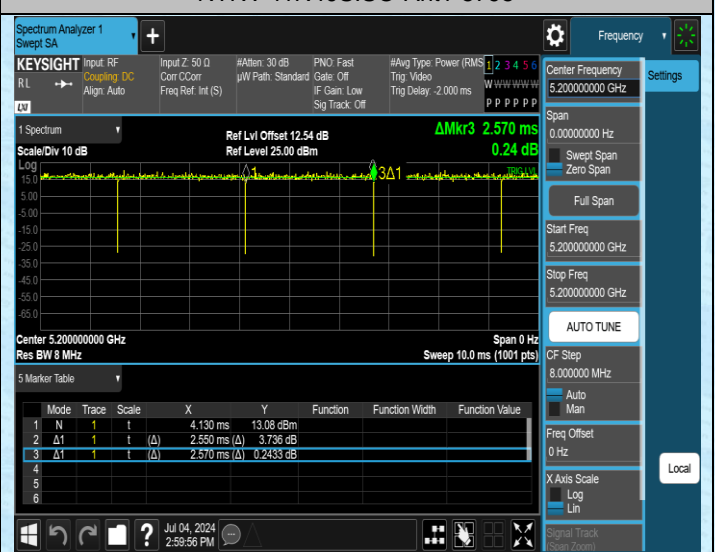 Spectrum Analyzer 1
Swept SA
Frequency
KEYSIGHT
RL
LXI
Input: RF
Coupling: DC
Align: Auto
Input Z: 50 Ω
Corr CCorr
Freq Ref: Int (S)
#Atten: 30 dB
µW Path: Standard
PNO: Fast
Gate: Off
IF Gain: Low
Sig Track: Off
#Avg Type: Power (RMS
Trig: Video
Trig Delay: -2.000 ms
1 2 3 4 5 6
W W W W W W
P P P P P P
1 Spectrum
Scale/Div 10 dB
Ref Lvl Offset 12.54 dB
Ref Level 25.00 dBm
ΔMkr3 2.570 ms
0.24 dB
Log
15.0
5.00
-5.00
-15.0
-25.0
-35.0
-45.0
-55.0
-65.0
1
3Δ1
TRIG LVL
Center 5.200000000 GHz
Res BW 8 MHz
Span 0 Hz
Sweep 10.0 ms (1001 pts)
5 Marker Table
Mode Trace Scale X Y Function Function Width Function Value
1 N 1 t 4.130 ms 13.08 dBm
2 Δ1 1 t (Δ) 2.550 ms (Δ) 3.736 dB
3 Δ1 1 t (Δ) 2.570 ms (Δ) 0.2433 dB
4
5
6
?
Jul 04, 2024
2:59:56 PM
Center Frequency
5.200000000 GHz
Span
0.00000000 Hz
Swept Span
Zero Span
Full Span
Start Freq
5.200000000 GHz
Stop Freq
5.200000000 GHz
AUTO TUNE
CF Step
8.000000 MHz
Auto
Man
Freq Offset
0 Hz
X Axis Scale
Log
Lin
Signal Track
(Span Zoom)
Settings
Local